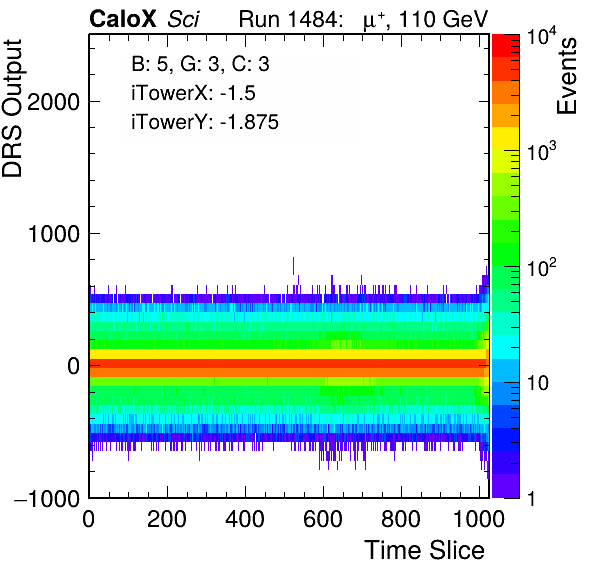 CaloX Sci Run 1484: μ⁺, 110 GeV
B: 5, G: 3, C: 3
iTowerX: -1.5
iTowerY: -1.875
DRS Output
2000
1000
0
−1000
0 200 400 600 800 1000
Time Slice
Events
10⁴
10³
10²
10
1